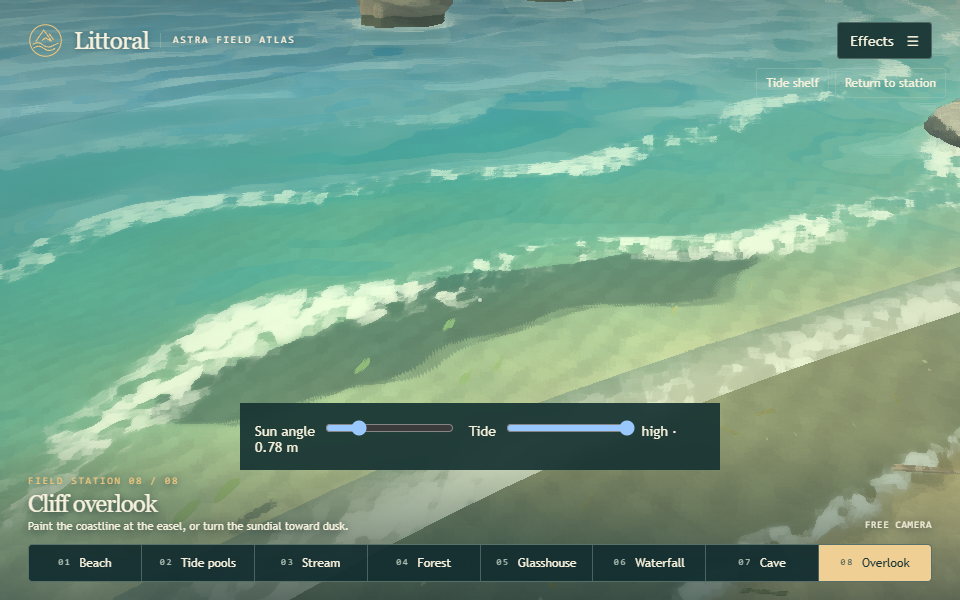 Littoral
ASTRA FIELD ATLAS
Effects ☰
Tide shelf
Return to station
Sun angle
Tide
high ·
0.78 m
FIELD STATION 08 / 08
Cliff overlook
Paint the coastline at the easel, or turn the sundial toward dusk.
FREE CAMERA
01 Beach
02 Tide pools
03 Stream
04 Forest
05 Glasshouse
06 Waterfall
07 Cave
08 Overlook